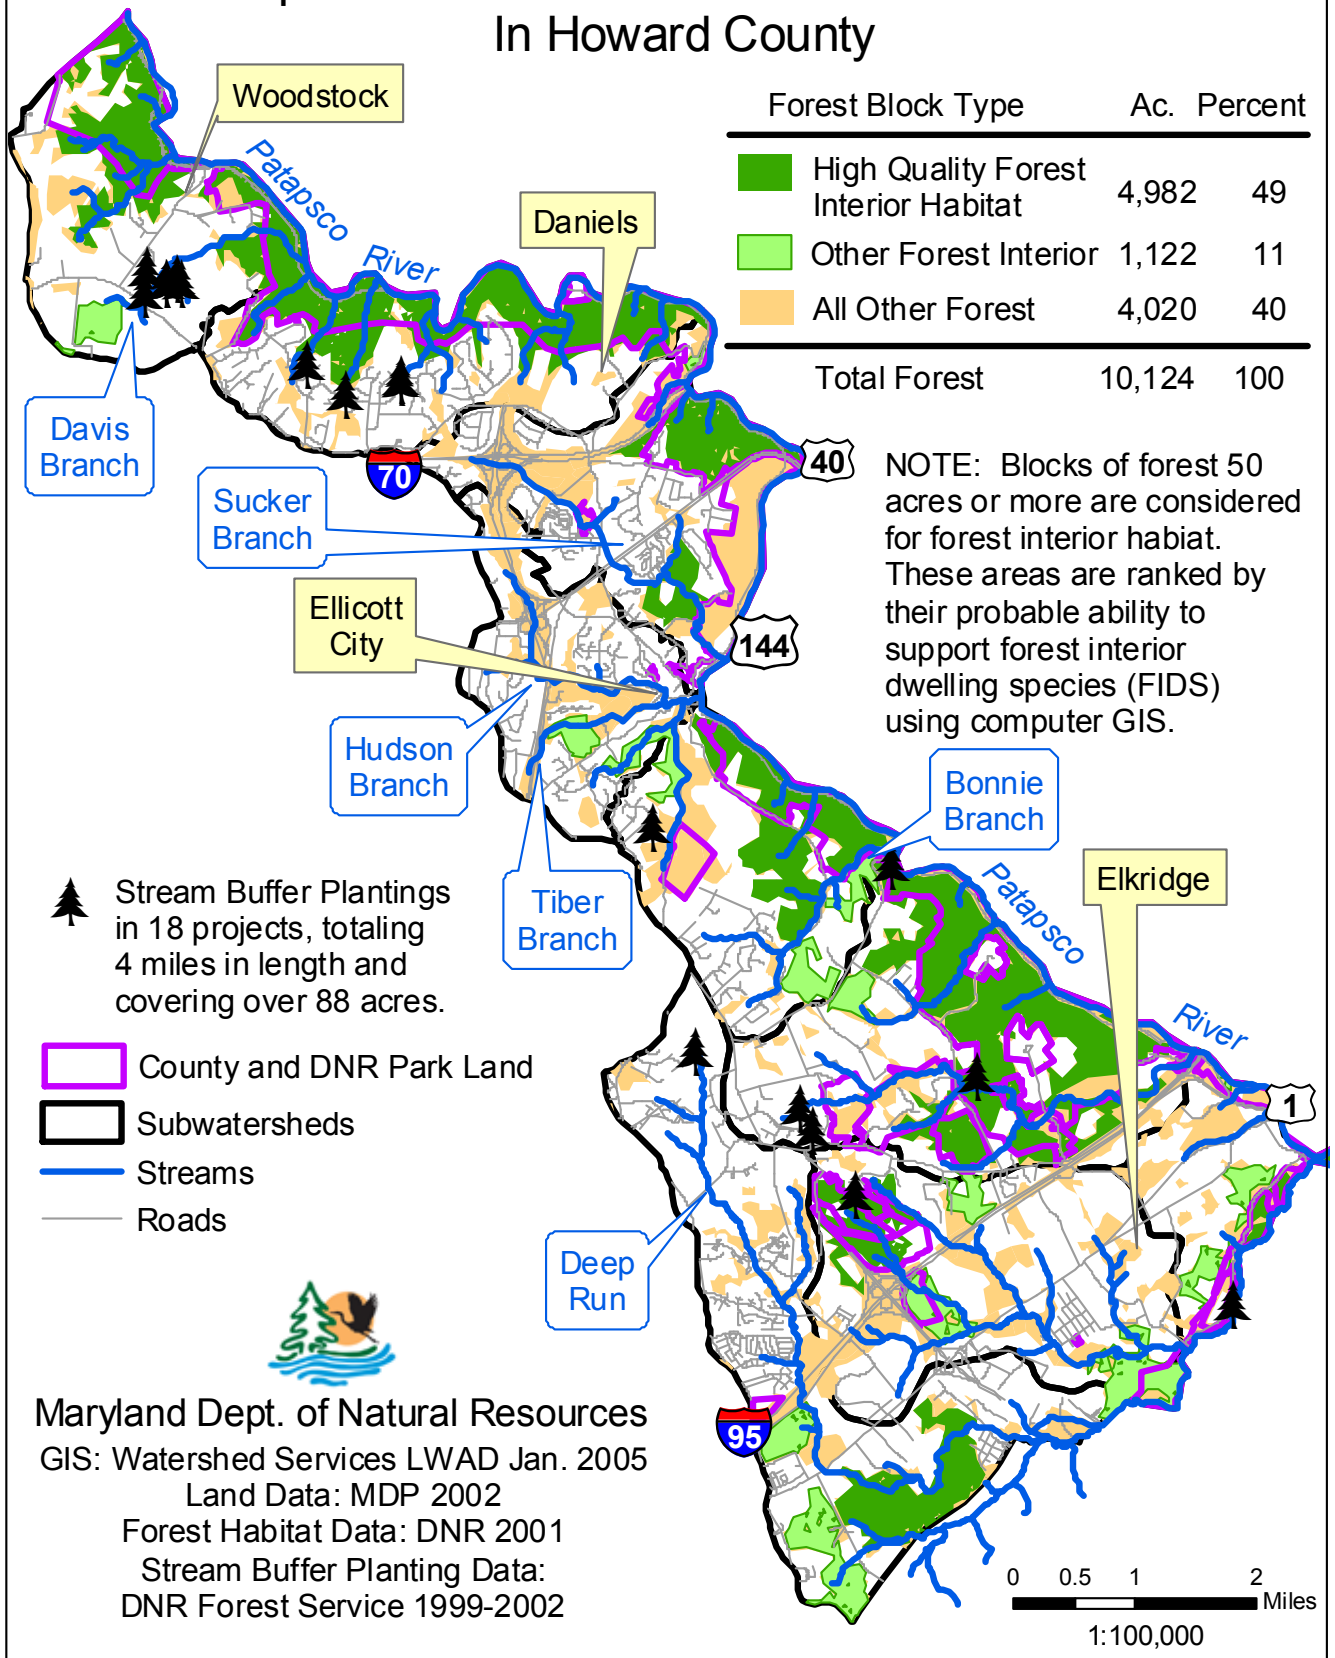 In Howard County
Forest Block Type Ac. Percent
High Quality Forest
Interior Habitat 4,982 49
Other Forest Interior 1,122 11
All Other Forest 4,020 40
Total Forest 10,124 100
NOTE: Blocks of forest 50
acres or more are considered
for forest interior habiat.
These areas are ranked by
their probable ability to
support forest interior
dwelling species (FIDS)
using computer GIS.
Woodstock
Patapsco
River
Daniels
Davis
Branch
70
40
Sucker
Branch
Ellicott
City
144
Hudson
Branch
Tiber
Branch
Bonnie
Branch
Elkridge
Patapsco
River
1
Deep
Run
95
Stream Buffer Plantings
in 18 projects, totaling
4 miles in length and
covering over 88 acres.
County and DNR Park Land
Subwatersheds
Streams
Roads
Maryland Dept. of Natural Resources
GIS: Watershed Services LWAD Jan. 2005
Land Data: MDP 2002
Forest Habitat Data: DNR 2001
Stream Buffer Planting Data:
DNR Forest Service 1999-2002
0 0.5 1 2
Miles
1:100,000